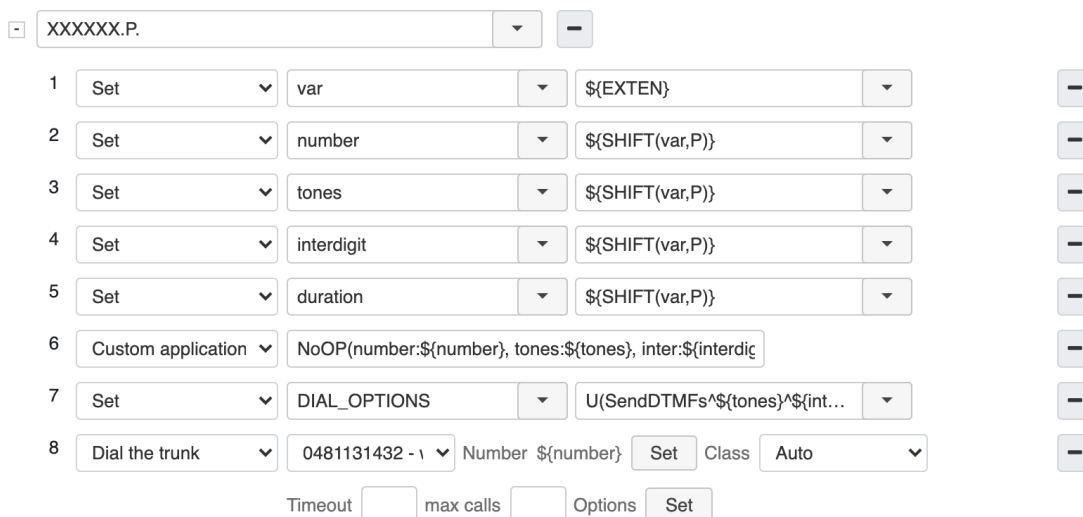 - XXXXXX.P. −
1 Set var ${EXTEN} −
2 Set number ${SHIFT(var,P)} −
3 Set tones ${SHIFT(var,P)} −
4 Set interdigit ${SHIFT(var,P)} −
5 Set duration ${SHIFT(var,P)} −
6 Custom application NoOP(number:${number}, tones:${tones}, inter:${interdig −
7 Set DIAL_OPTIONS U(SendDTMFs^${tones}^${int... −
8 Dial the trunk 0481131432 - Number ${number} Set Class Auto −
Timeout max calls Options Set